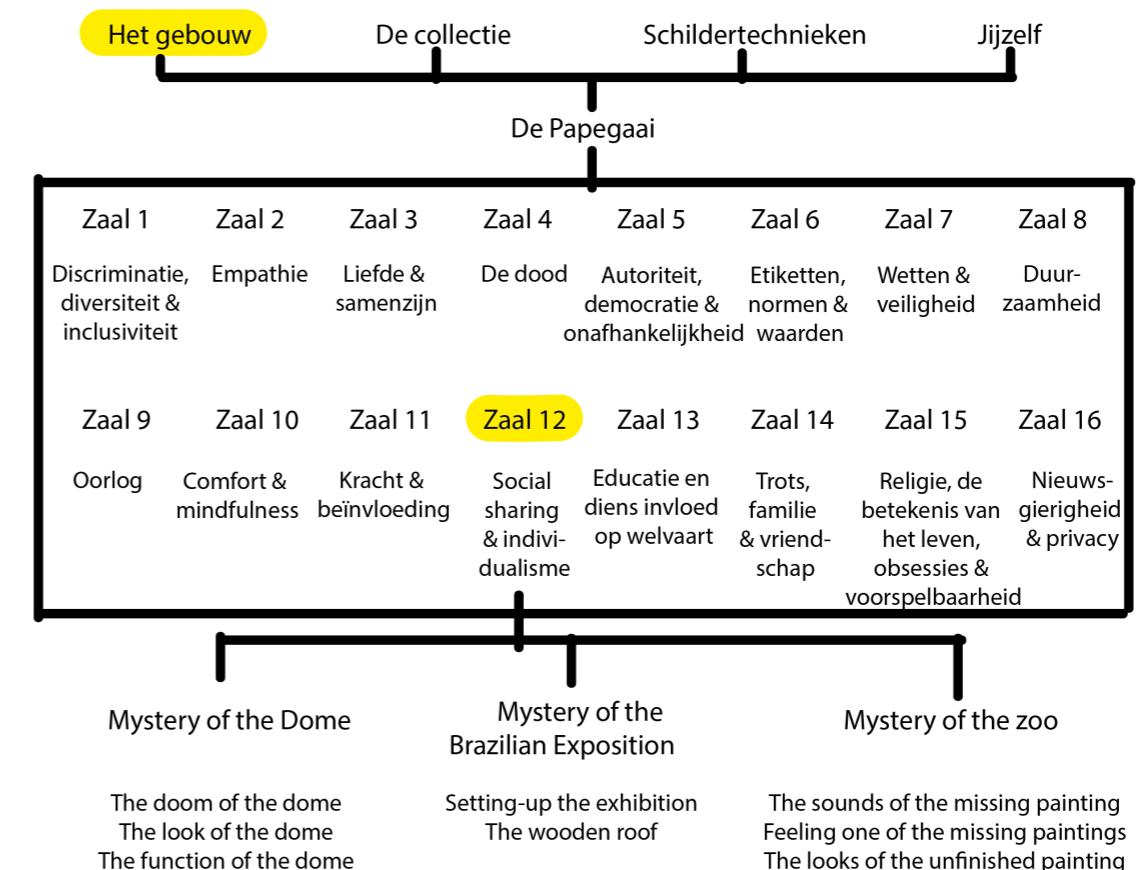 Het gebouw
De collectie
Schildertechnieken
Jijzelf
De Papegaai
Zaal 1
Discriminatie,
diversiteit &
inclusiviteit
Zaal 2
Empathie
Zaal 3
Liefde &
samenzijn
Zaal 4
De dood
Zaal 5
Autoriteit,
democratie &
onafhankelijkheid
Zaal 6
Etiketten,
normen &
waarden
Zaal 7
Wetten &
veiligheid
Zaal 8
Duur-
zaamheid
Zaal 9
Oorlog
Zaal 10
Comfort &
mindfulness
Zaal 11
Kracht &
beïnvloeding
Zaal 12
Social
sharing
& indivi-
dualisme
Zaal 13
Educatie en
diens invloed
op welvaart
Zaal 14
Trots,
familie
& vriend-
schap
Zaal 15
Religie, de
betekenis van
het leven,
obsessies &
voorspelbaarheid
Zaal 16
Nieuws-
gierigheid
& privacy
Mystery of the Dome
The doom of the dome
The look of the dome
The function of the dome
Mystery of the
Brazilian Exposition
Setting-up the exhibition
The wooden roof
Mystery of the zoo
The sounds of the missing painting
Feeling one of the missing paintings
The looks of the unfinished painting